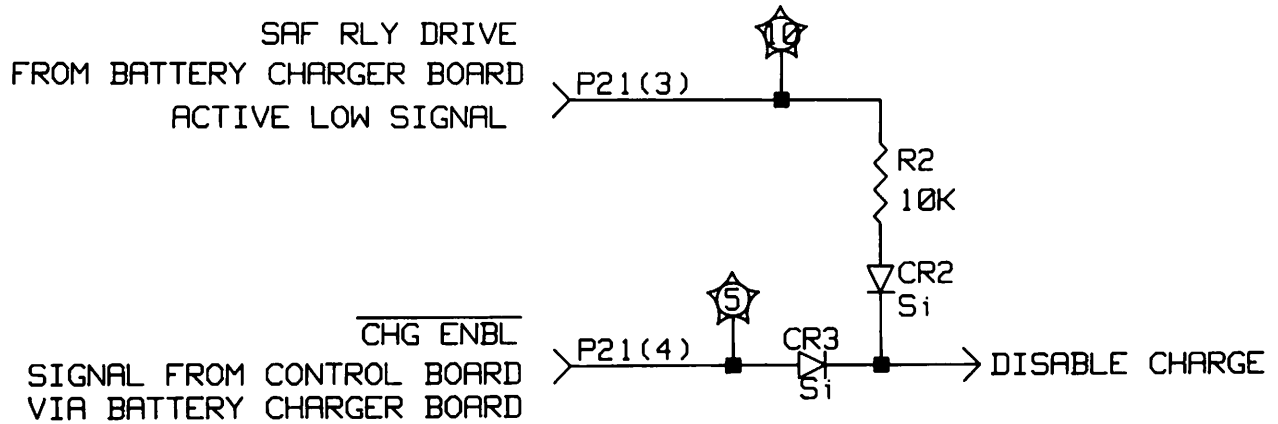 SAF RLY DRIVE
FROM BATTERY CHARGER BOARD
ACTIVE LOW SIGNAL
P21(3)
10
R2
10K
CR2
Si
5
CHG ENBL
SIGNAL FROM CONTROL BOARD
VIA BATTERY CHARGER BOARD
P21(4)
CR3
Si
DISABLE CHARGE